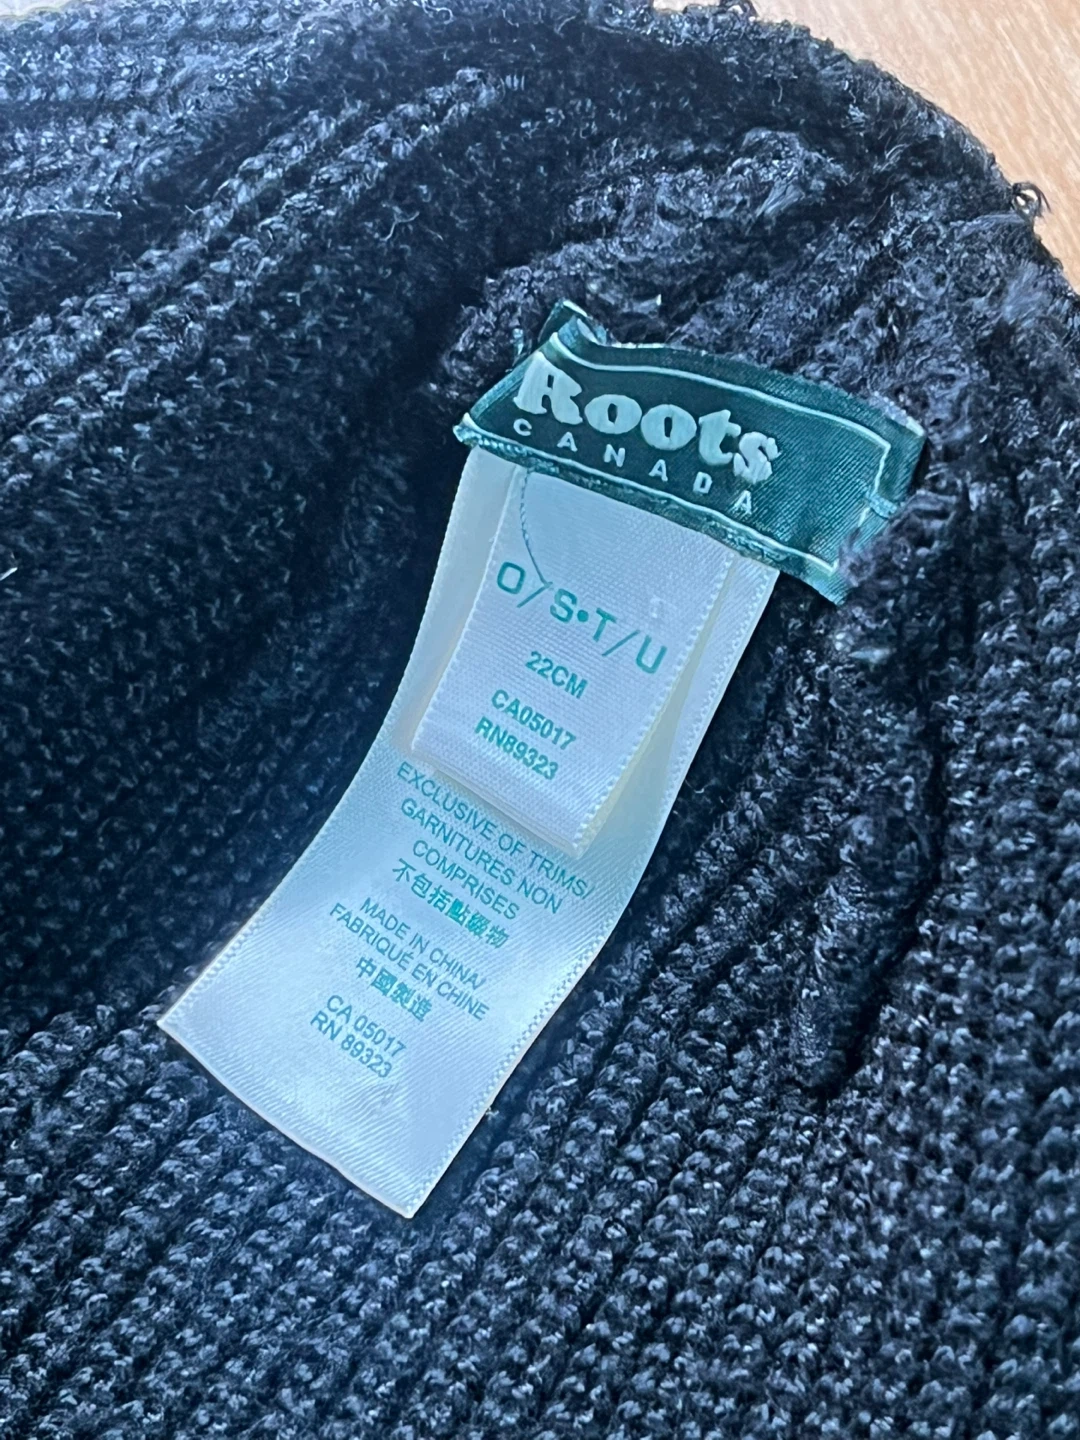 Roots
CANADA
O/S•T/U
22CM
CA05017
RN89323
EXCLUSIVE OF TRIMS/
GARNITURES NON
COMPRISES
不包括點綴物
MADE IN CHINA/
FABRIQUÉ EN CHINE
中國製造
CA 05017
RN 89323